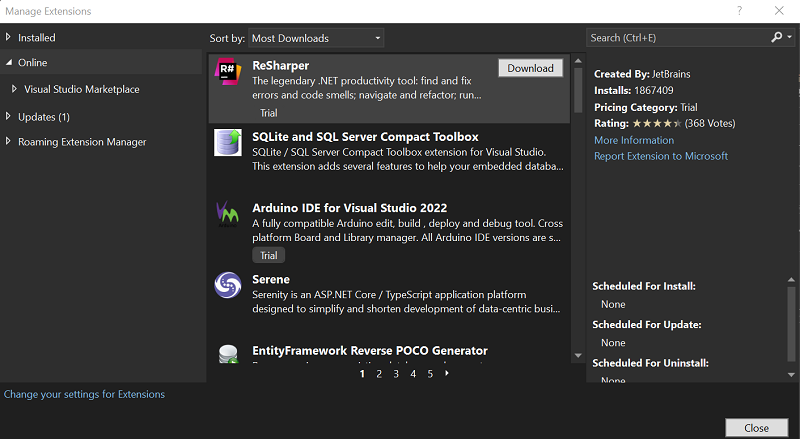 Manage Extensions
Installed
Online
Visual Studio Marketplace
Updates (1)
Roaming Extension Manager
Sort by: Most Downloads
R#
ReSharper
Download
The legendary .NET productivity tool: find and fix
errors and code smells; navigate and refactor; run...
Trial
SQLite and SQL Server Compact Toolbox
SQLite / SQL Server Compact Toolbox extension for Visual Studio.
This extension adds several features to help your embedded databa...
VM
Arduino IDE for Visual Studio 2022
A fully compatible Arduino edit, build , deploy and debug tool. Cross
platform Board and Library manager. All Arduino IDE versions are s...
Trial
Serene
Serenity is an ASP.NET Core / TypeScript application platform
designed to simplify and shorten development of data-centric busi...
EntityFramework Reverse POCO Generator
1 2 3 4 5
Search (Ctrl+E)
Created By: JetBrains
Installs: 1867409
Pricing Category: Trial
Rating: (368 Votes)
More Information
Report Extension to Microsoft
Scheduled For Install:
None
Scheduled For Update:
None
Scheduled For Uninstall:
None
Change your settings for Extensions
Close